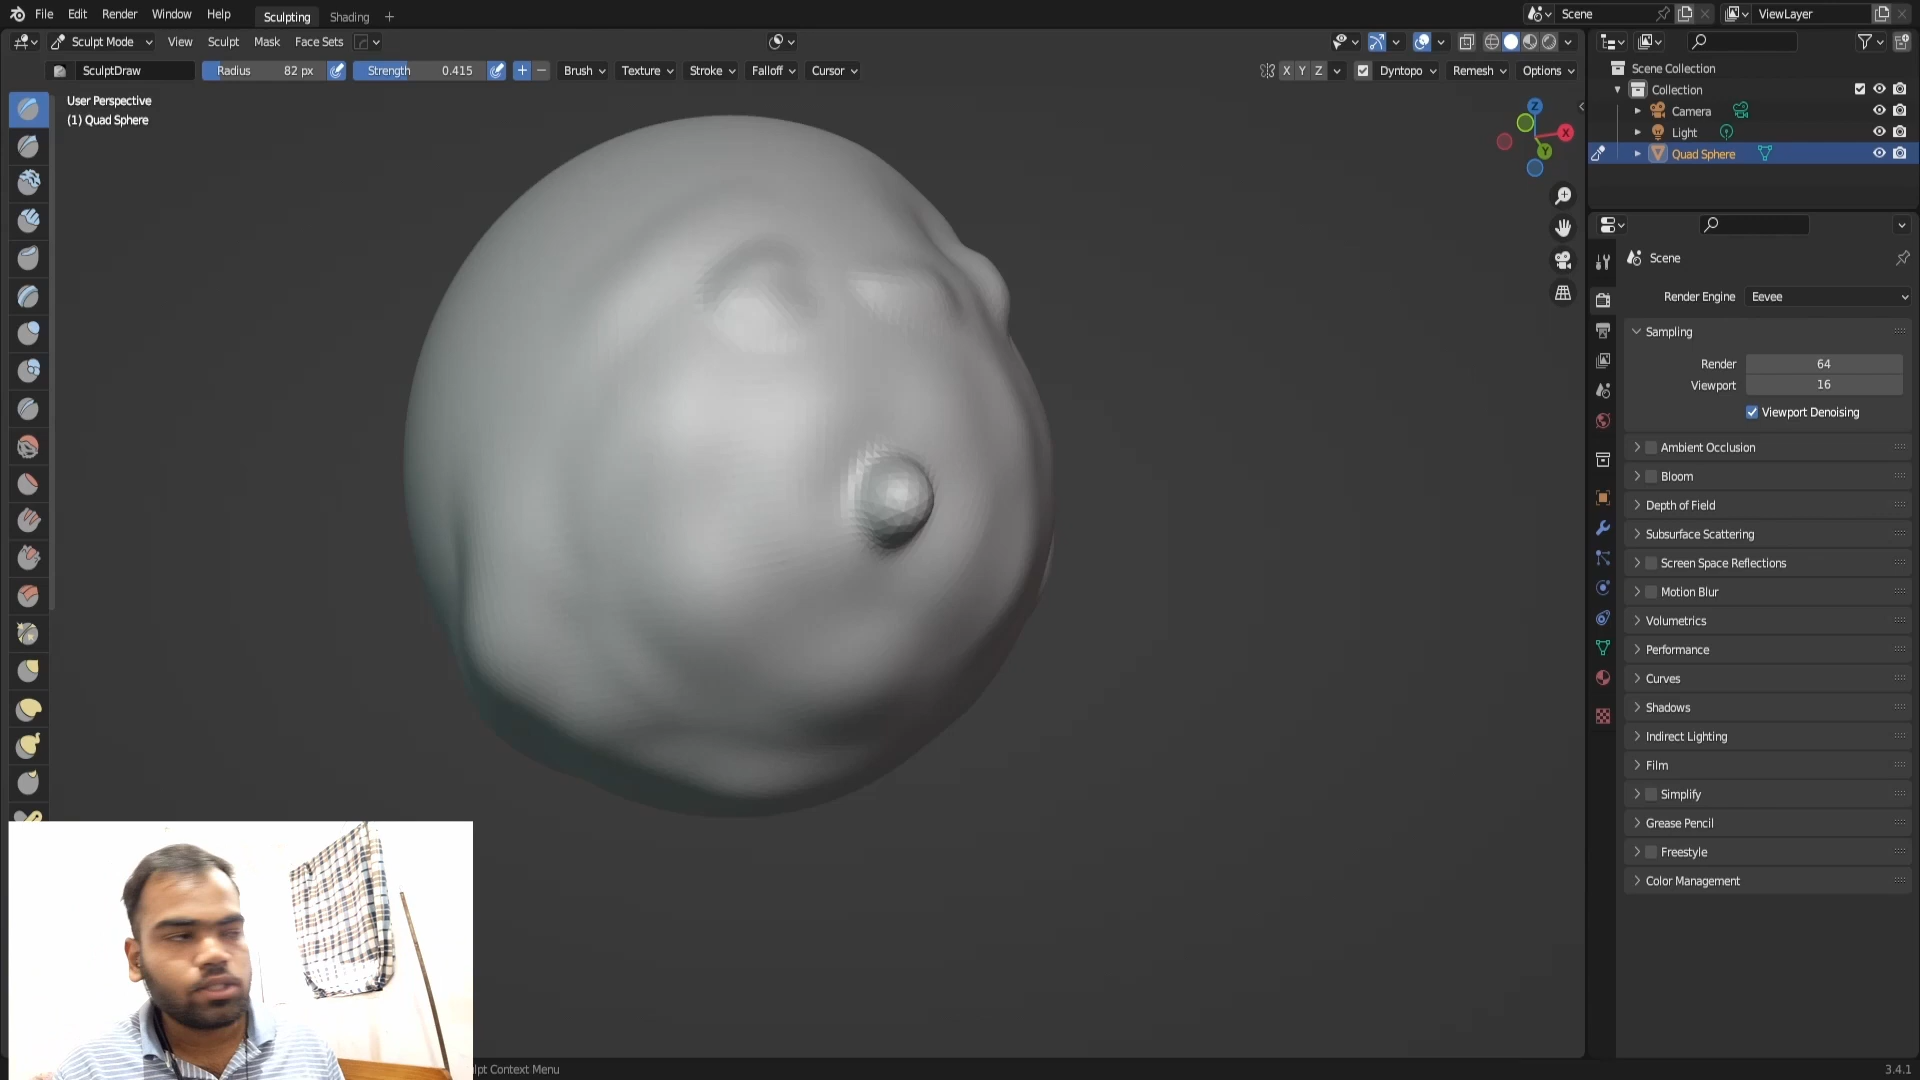 File Edit Render Window Help Sculpting Shading + Scene ViewLayer
Sculpt Mode View Sculpt Mask Face Sets
SculptDraw Radius 82 px Strength 0.415 Brush Texture Stroke Falloff Cursor X Y Z Dyntopo Remesh Options
User Perspective
(1) Quad Sphere
Z
X
Y
Scene Collection
Collection
Camera
Light
Quad Sphere
Scene
Render Engine Eevee
Sampling
Render 64
Viewport 16
Viewport Denoising
Ambient Occlusion
Bloom
Depth of Field
Subsurface Scattering
Screen Space Reflections
Motion Blur
Volumetrics
Performance
Curves
Shadows
Indirect Lighting
Film
Simplify
Grease Pencil
Freestyle
Color Management
lpt Context Menu 3.4.1